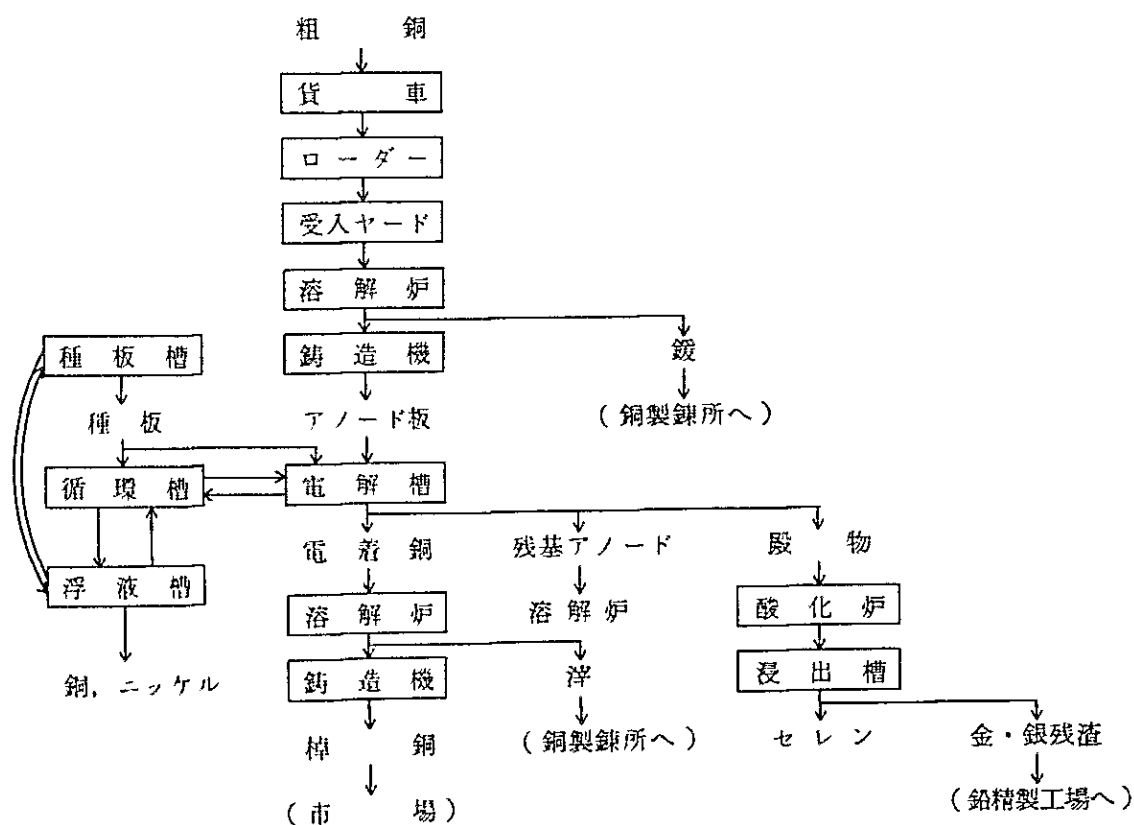 粗銅
貨車
ローダー
受入ヤード
溶解炉
種板槽
鋳造機
鍰
種板
アノード板
(銅製錬所へ)
循環槽
電解槽
電着銅
残基アノード
殿物
浮液槽
溶解炉
溶解炉
酸化炉
銅,ニッケル
鋳造機
洋
浸出槽
棹銅
(銅製錬所へ)
セレン
金・銀残渣
(市場)
(鉛精製工場へ)